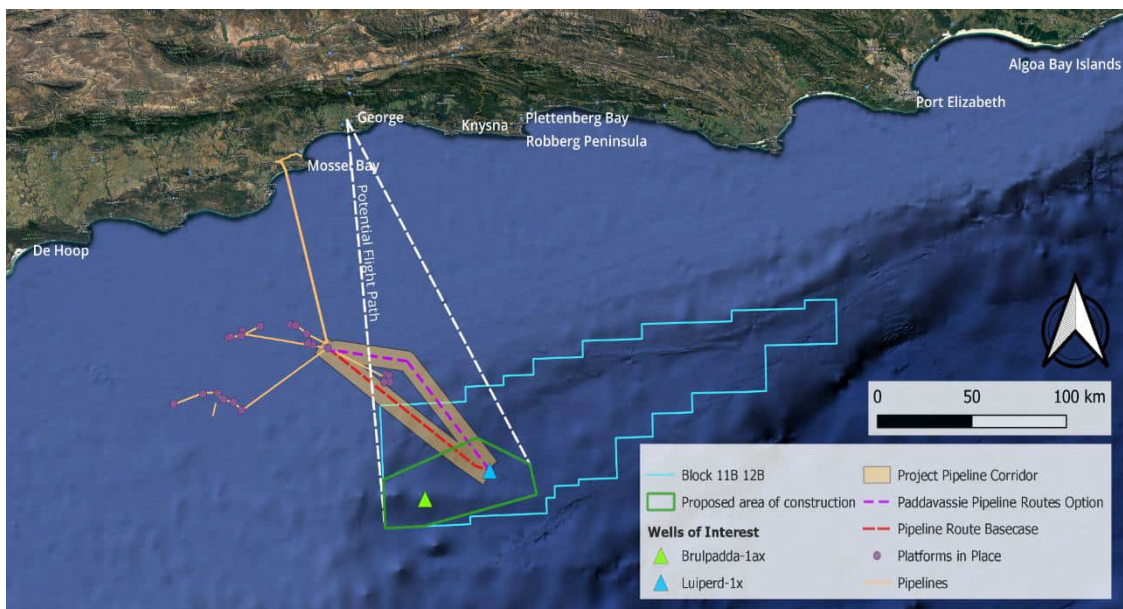 Algoa Bay Islands
Port Elizabeth
George
Knysna
Plettenberg Bay
Robberg Peninsula
Mossel Bay
De Hoop
Potential Flight Path
0 50 100 km
Block 11B 12B
Proposed area of construction
Wells of Interest
Brulpadda-1ax
Luiperd-1x
Project Pipeline Corridor
Paddavassie Pipeline Routes Option
Pipeline Route Basecase
Platforms in Place
Pipelines